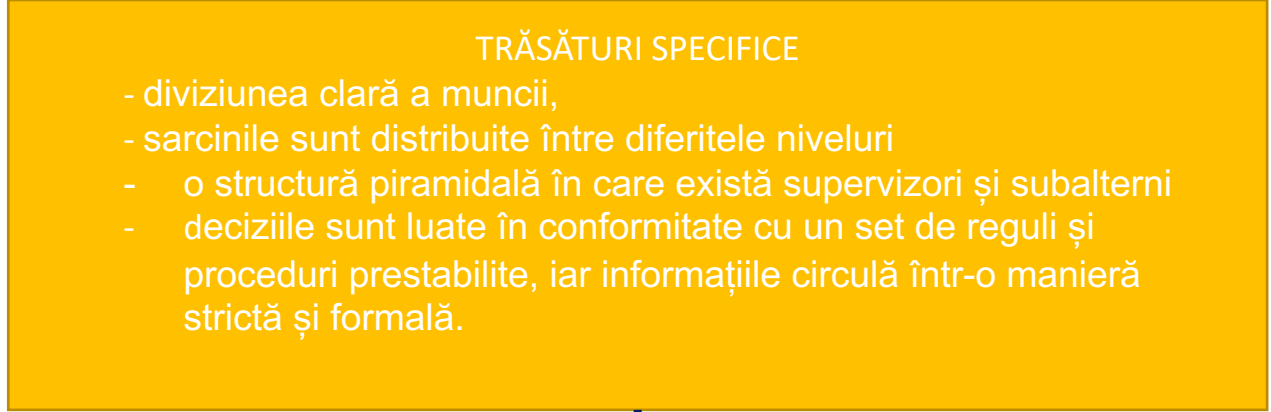 TRĂSĂTURI SPECIFICE
- diviziunea clară a muncii,
- sarcinile sunt distribuite între diferitele niveluri
- o structură piramidală în care există supervizori și subalterni
- deciziile sunt luate în conformitate cu un set de reguli și
proceduri prestabilite, iar informațiile circulă într-o manieră
strictă și formală.